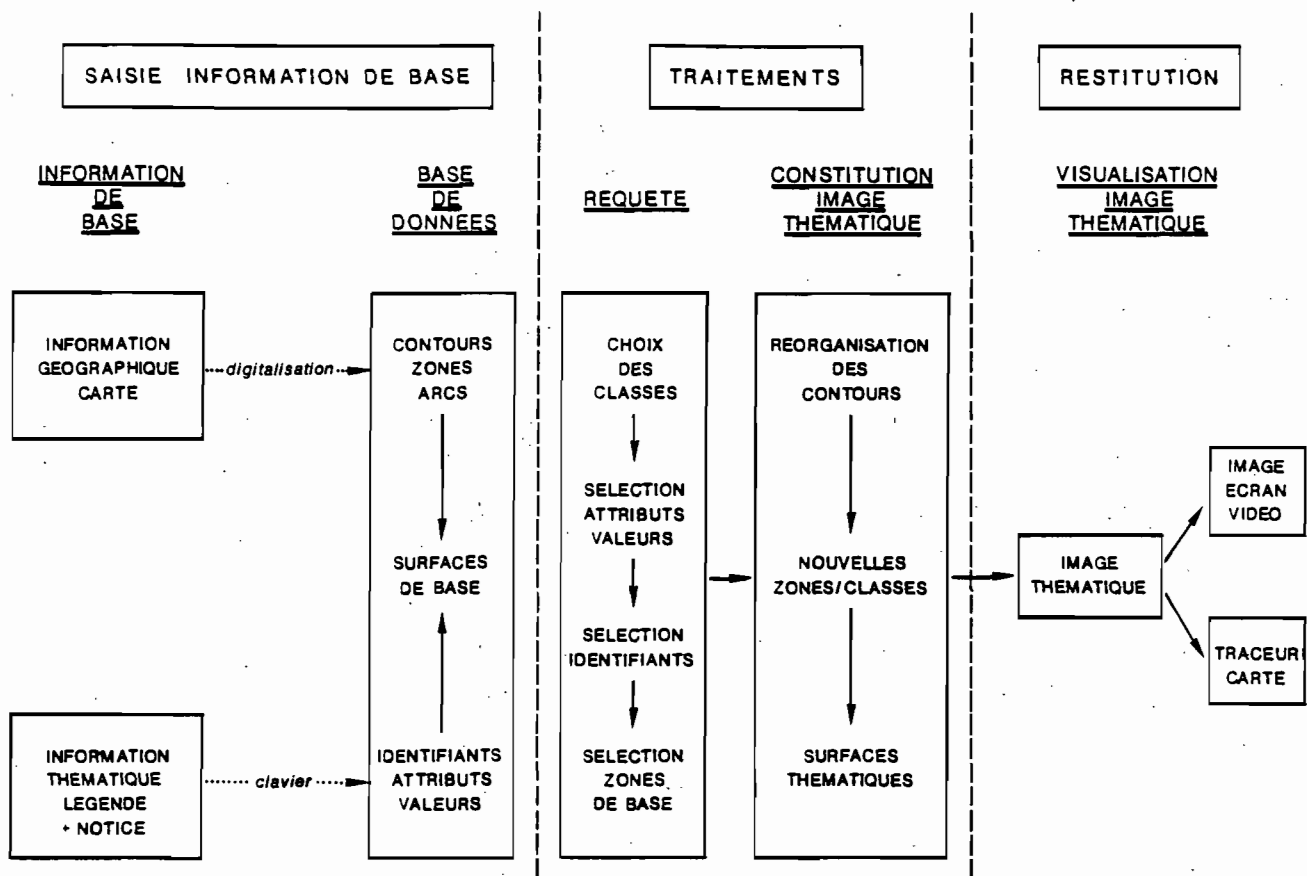 SAISIE INFORMATION DE BASE
TRAITEMENTS
RESTITUTION
INFORMATION
DE
BASE
BASE
DE
DONNÉES
REQUETE
CONSTITUTION
IMAGE
THEMATIQUE
VISUALISATION
IMAGE
THEMATIQUE
INFORMATION
GEOGRAPHIQUE
CARTE
digitalisation
CONTOURS
ZONES
ARCS
SURFACES
DE BASE
INFORMATION
THEMATIQUE
LEGENDE
+ NOTICE
clavier
IDENTIFIANTS
ATTRIBUTS
VALEURS
CHOIX
DES
CLASSES
SELECTION
ATTRIBUTS
VALEURS
SELECTION
IDENTIFIANTS
SELECTION
ZONES
DE BASE
REORGANISATION
DES
CONTOURS
NOUVELLES
ZONES/CLASSES
SURFACES
THEMATIQUES
IMAGE
THEMATIQUE
IMAGE
ECRAN
VIDEO
TRACEUR
CARTE